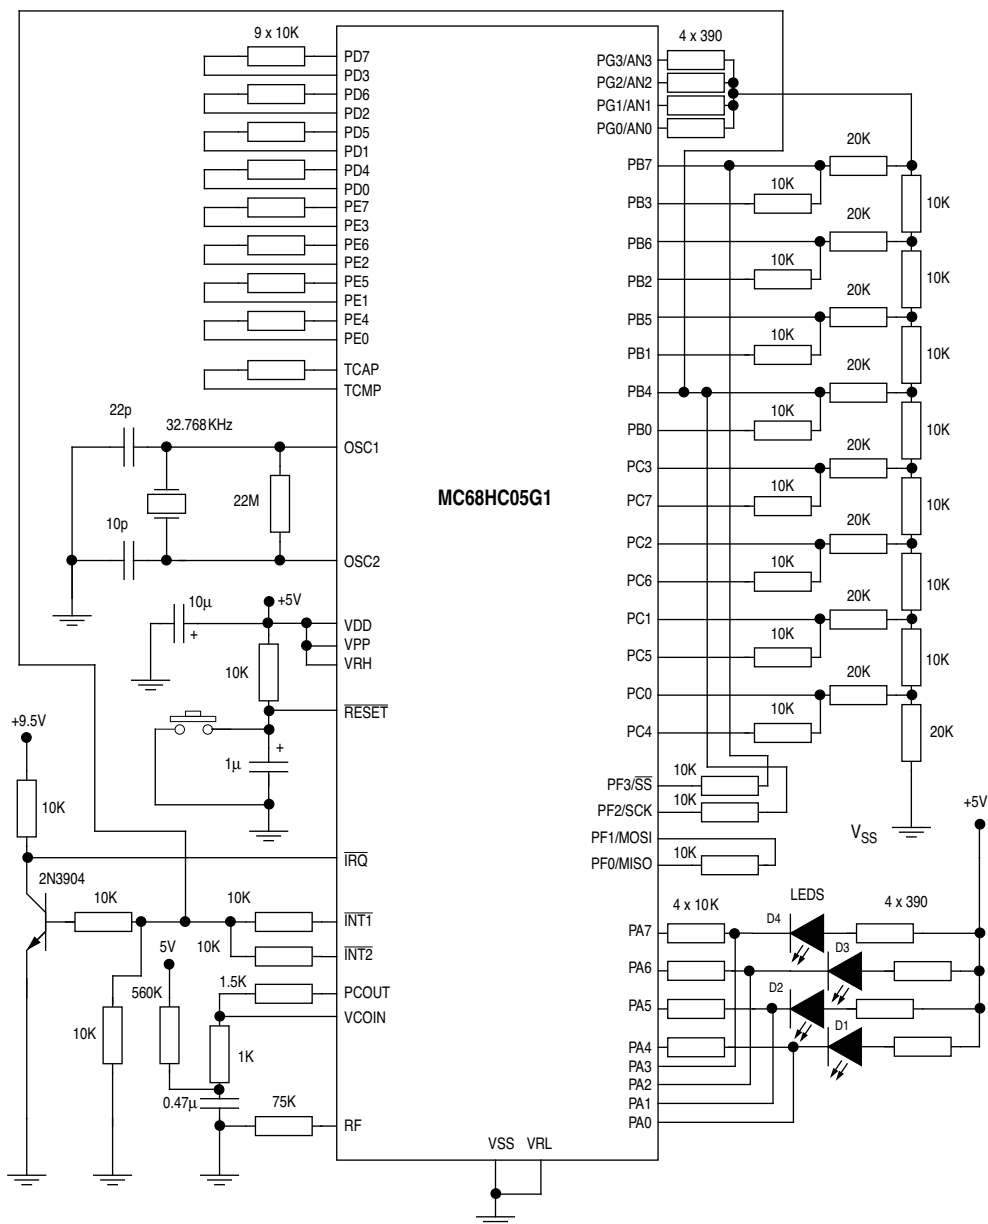 9 x 10K
PD7
PD3
PD6
PD2
PD5
PD1
PD4
PD0
PE7
PE3
PE6
PE2
PE5
PE1
PE4
PE0
TCAP
TCMP
22p
32.768KHz
OSC1
22M
10p
OSC2
10µ
+
+5V
VDD
VPP
VRH
10K
RESET
+
1µ
+9.5V
10K
IRQ
2N3904
10K
10K
INT1
10K
INT2
5V
1.5K
PCOUT
560K
VCOIN
10K
1K
0.47µ
75K
RF
MC68HC05G1
VSS
VRL
4 x 390
PG3/AN3
PG2/AN2
PG1/AN1
PG0/AN0
20K
PB7
10K
10K
PB3
20K
PB6
10K
10K
PB2
20K
PB5
10K
10K
PB1
20K
PB4
10K
10K
PB0
20K
PC3
10K
10K
PC7
20K
PC2
10K
10K
PC6
20K
PC1
10K
10K
PC5
20K
PC0
10K
20K
PC4
10K
PF3/SS
10K
PF2/SCK
PF1/MOSI
10K
PF0/MISO
VSS
+5V
LEDS
4 x 10K
4 x 390
PA7
D4
PA6
D3
PA5
D2
PA4
D1
PA3
PA2
PA1
PA0